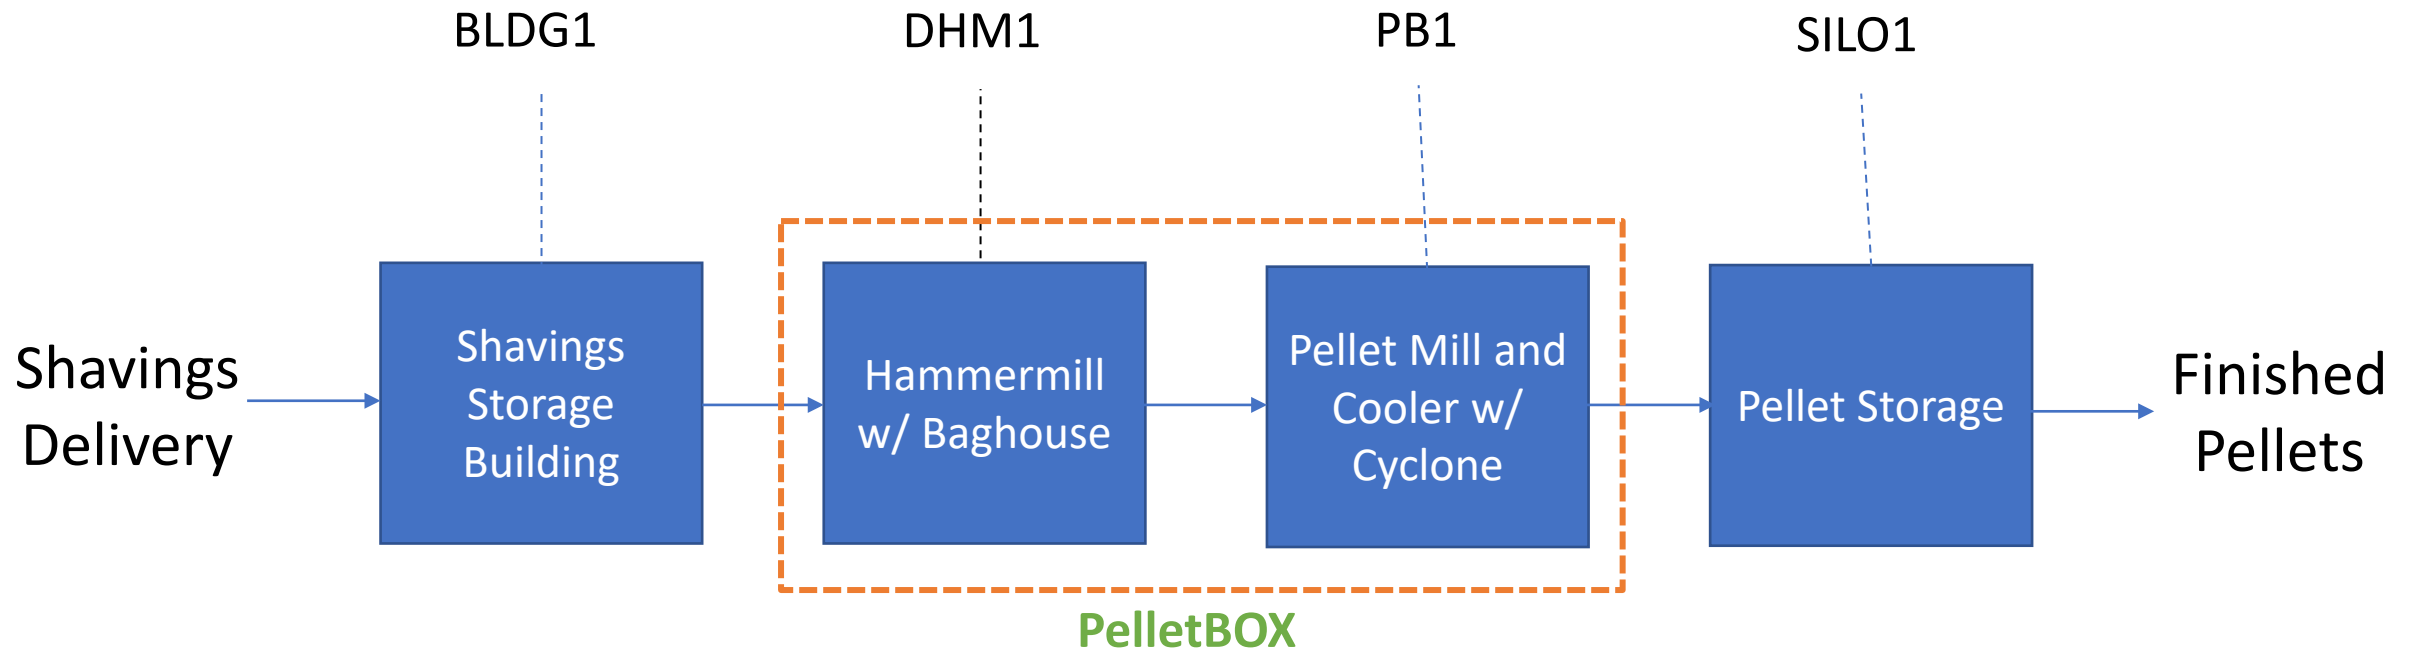 BLDG1
DHM1
PB1
SILO1
Shavings
Delivery
Shavings
Storage
Building
Hammermill
w/ Baghouse
Pellet Mill and
Cooler w/
Cyclone
Pellet Storage
Finished
Pellets
PelletBOX